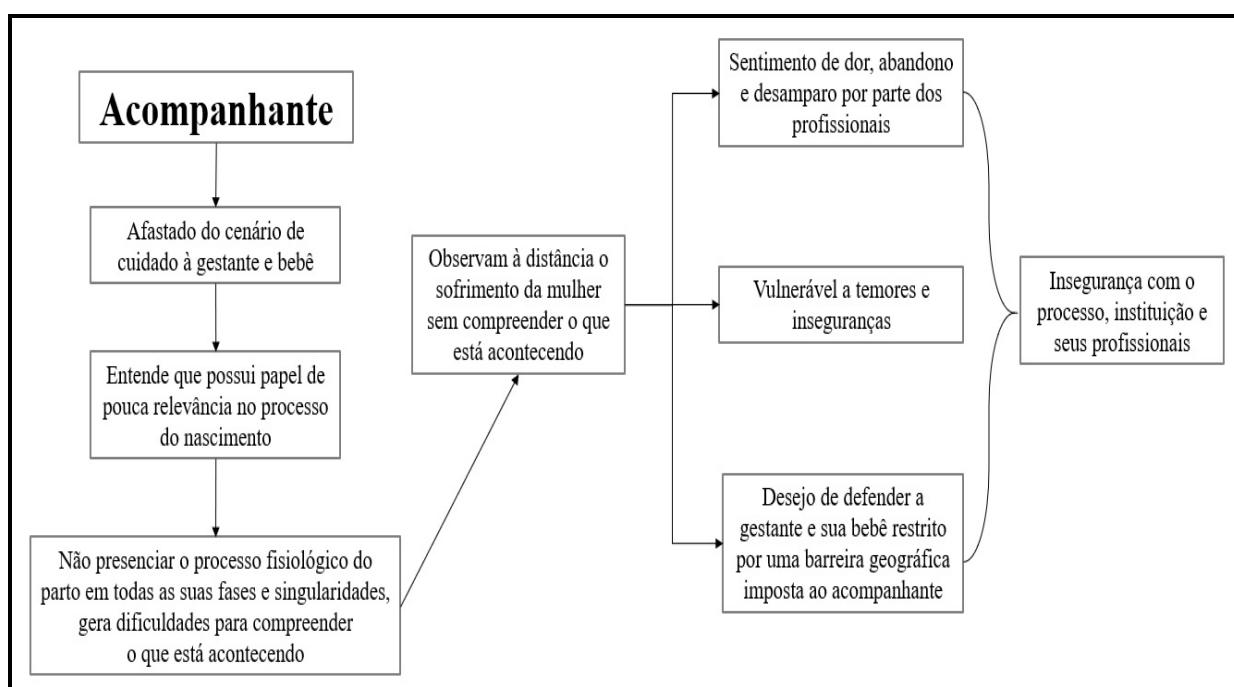 Acompanhante
Afastado do cenário de
cuidado à gestante e bebê
Entende que possui papel de
pouca relevância no processo
do nascimento
Não presenciar o processo fisiológico do
parto em todas as suas fases e singularidades,
gera dificuldades para compreender
o que está acontecendo
Observam à distância o
sofrimento da mulher
sem compreender o que
está acontecendo
Sentimento de dor, abandono
e desamparo por parte dos
profissionais
Vulnerável a temores e
inseguranças
Desejo de defender a
gestante e sua bebê restrito
por uma barreira geográfica
imposta ao acompanhante
Insegurança com o
processo, instituição e
seus profissionais